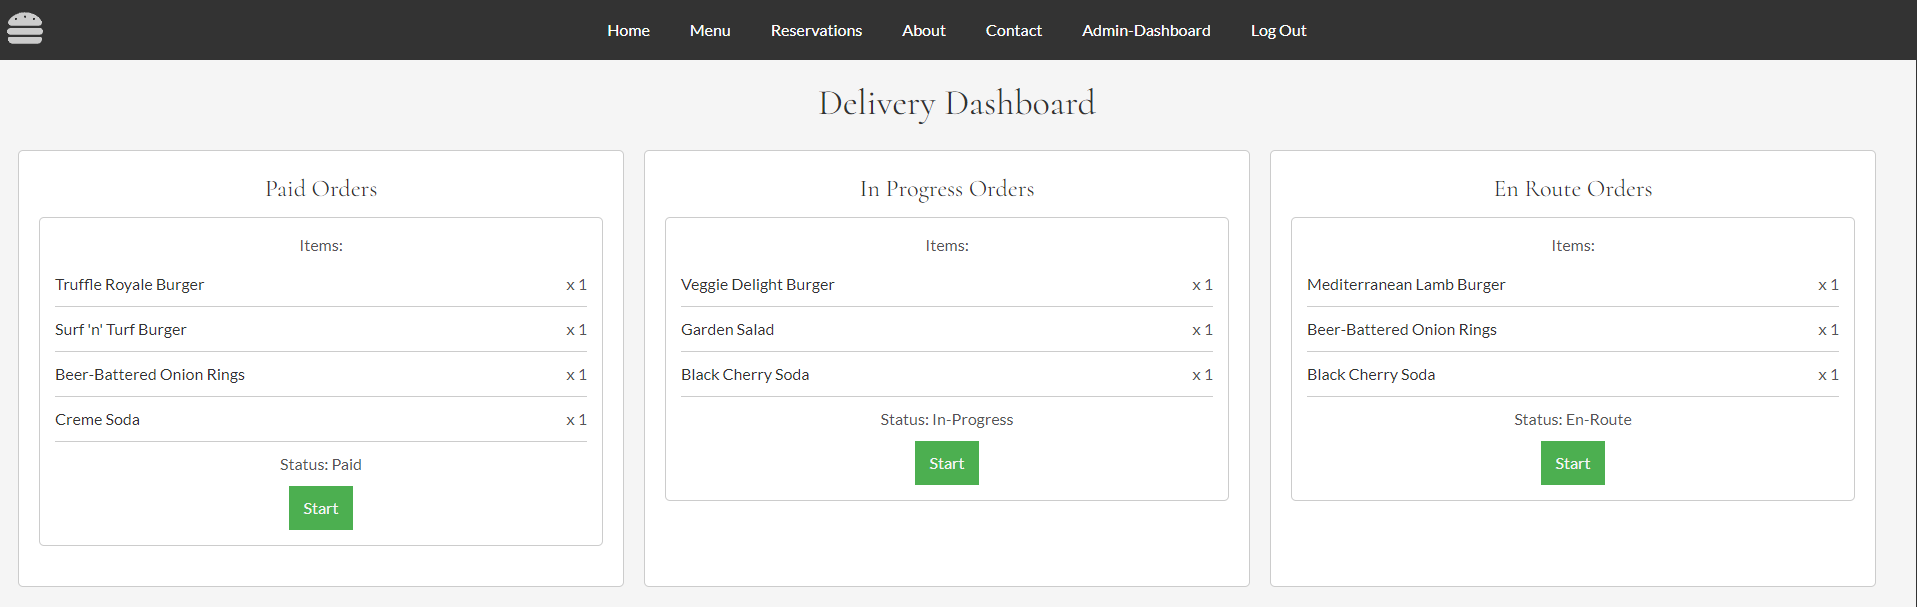 Home Menu Reservations About Contact Admin-Dashboard Log Out
Delivery Dashboard
Paid Orders
Items:
Truffle Royale Burger x 1
Surf 'n' Turf Burger x 1
Beer-Battered Onion Rings x 1
Creme Soda x 1
Status: Paid
Start
In Progress Orders
Items:
Veggie Delight Burger x 1
Garden Salad x 1
Black Cherry Soda x 1
Status: In-Progress
Start
En Route Orders
Items:
Mediterranean Lamb Burger x 1
Beer-Battered Onion Rings x 1
Black Cherry Soda x 1
Status: En-Route
Start